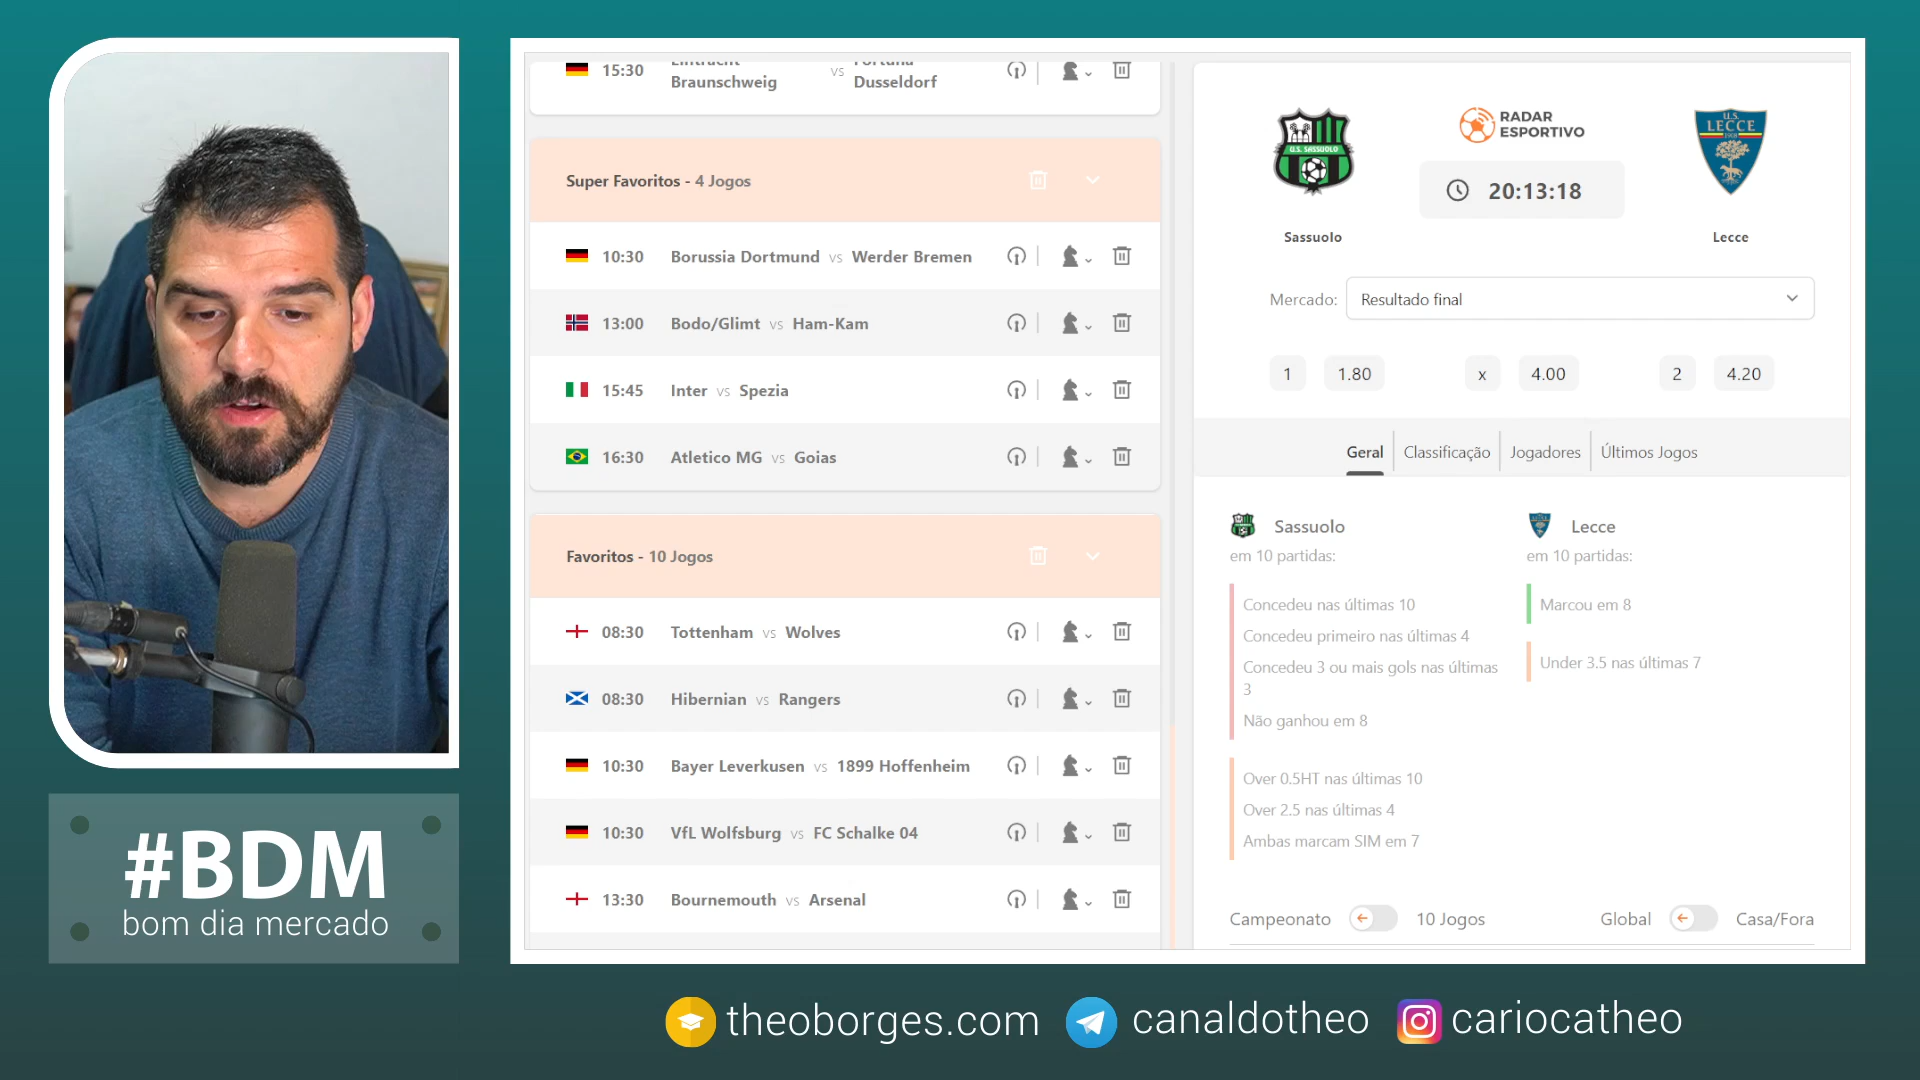 15:30 Eintracht Braunschweig vs Fortuna Dusseldorf
Super Favoritos - 4 Jogos
10:30 Borussia Dortmund vs Werder Bremen
13:00 Bodo/Glimt vs Ham-Kam
15:45 Inter vs Spezia
16:30 Atletico MG vs Goias
Favoritos - 10 Jogos
08:30 Tottenham vs Wolves
08:30 Hibernian vs Rangers
10:30 Bayer Leverkusen vs 1899 Hoffenheim
10:30 VfL Wolfsburg vs FC Schalke 04
13:30 Bournemouth vs Arsenal
U.S. SASSUOLO
RADAR
ESPORTIVO
U.S.
LECCE
1908
20:13:18
Sassuolo
Lecce
Mercado: Resultado final
1 1.80 x 4.00 2 4.20
Geral Classificação Jogadores Últimos Jogos
Sassuolo
em 10 partidas:
Concedeu nas últimas 10
Concedeu primeiro nas últimas 4
Concedeu 3 ou mais gols nas últimas
3
Não ganhou em 8
Over 0.5HT nas últimas 10
Over 2.5 nas últimas 4
Ambas marcam SIM em 7
Lecce
em 10 partidas:
Marcou em 8
Under 3.5 nas últimas 7
Campeonato 10 Jogos Global Casa/Fora
#BDM
bom dia mercado
theoborges.com canaldotheo cariocatheo